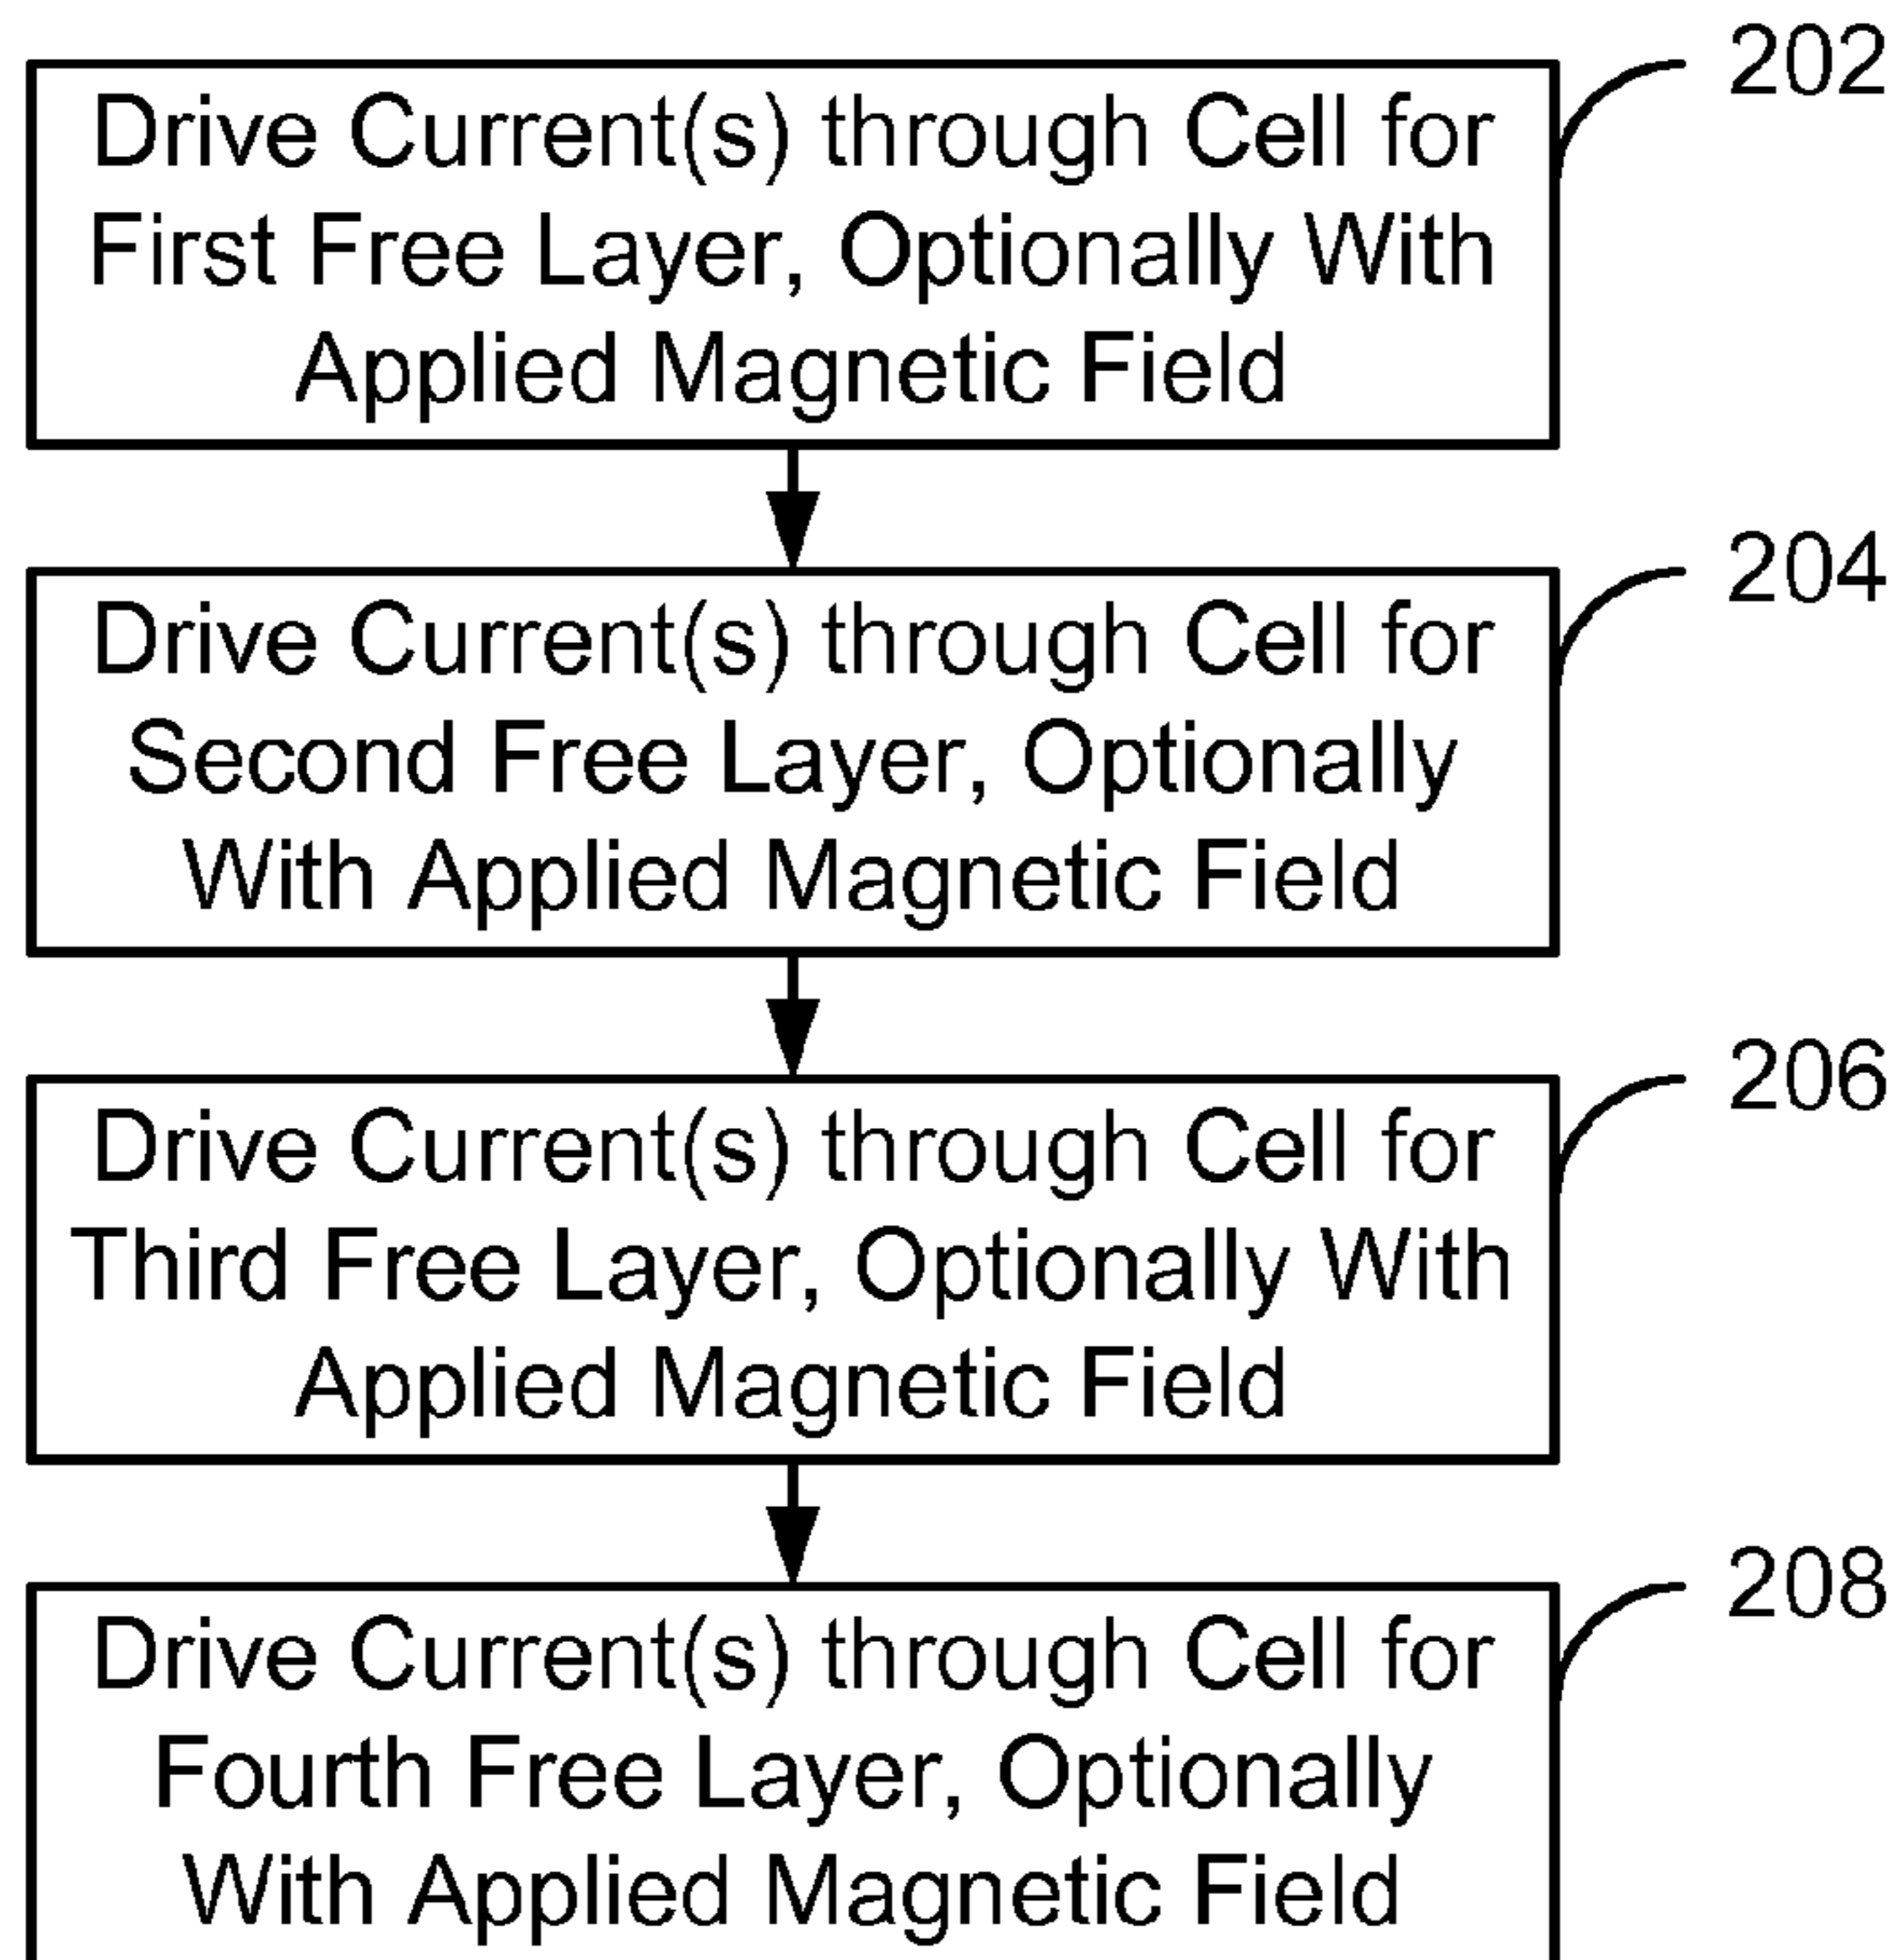 202
Drive Current(s) through Cell for
First Free Layer, Optionally With
Applied Magnetic Field
204
Drive Current(s) through Cell for
Second Free Layer, Optionally
With Applied Magnetic Field
206
Drive Current(s) through Cell for
Third Free Layer, Optionally With
Applied Magnetic Field
208
Drive Current(s) through Cell for
Fourth Free Layer, Optionally
With Applied Magnetic Field